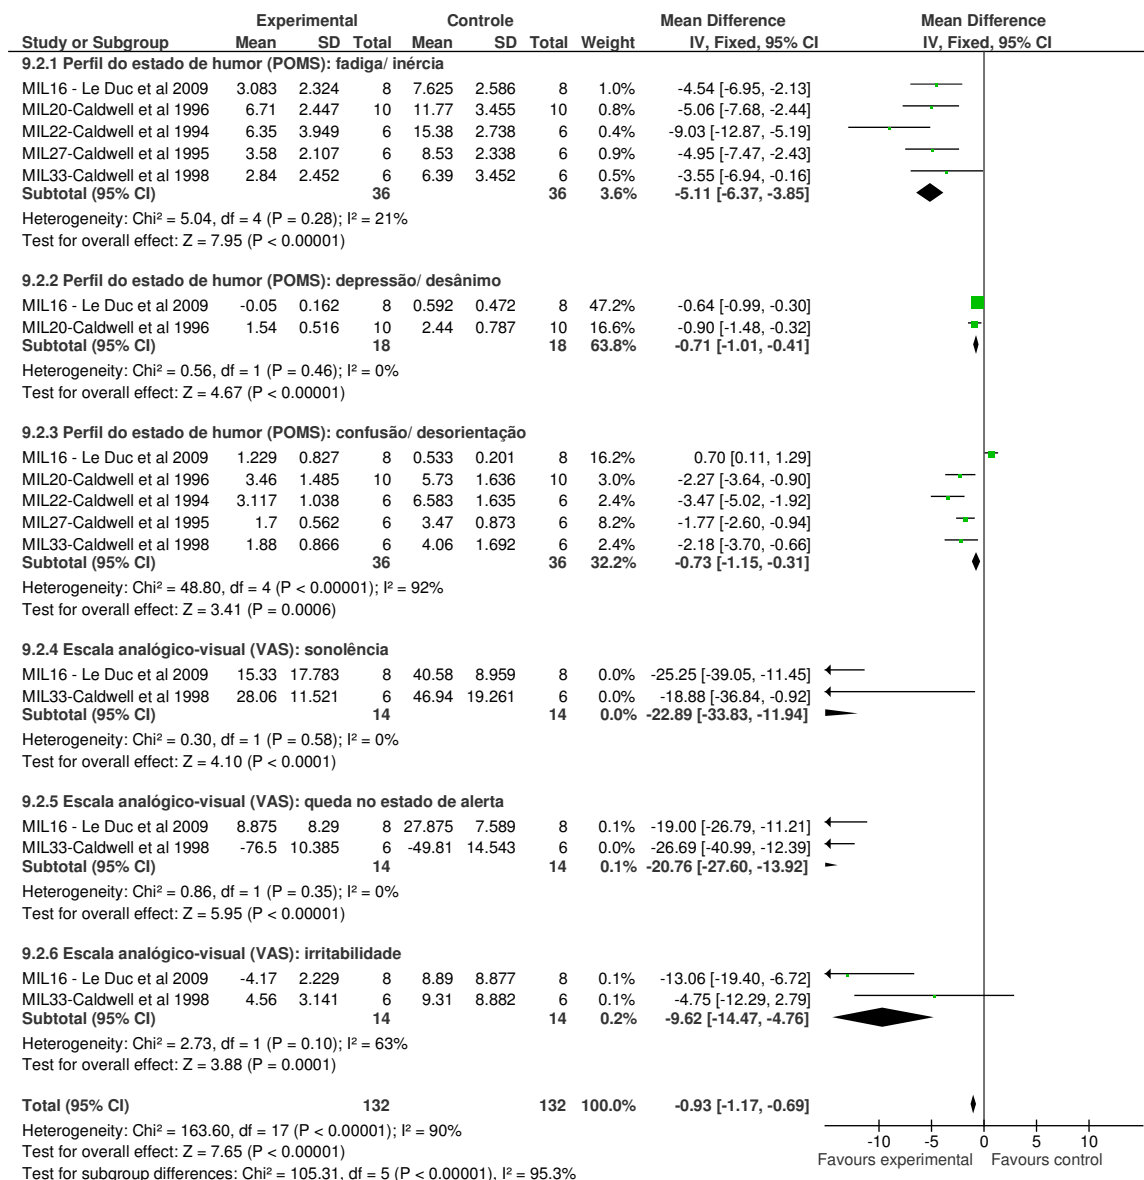 Experimental Controle Mean Difference Mean Difference
Study or Subgroup Mean SD Total Mean SD Total Weight IV, Fixed, 95% CI IV, Fixed, 95% CI
9.2.1 Perfil do estado de humor (POMS): fadiga/ inércia
MIL16 - Le Duc et al 2009 3.083 2.324 8 7.625 2.586 8 1.0% -4.54 [-6.95, -2.13]
MIL20-Caldwell et al 1996 6.71 2.447 10 11.77 3.455 10 0.8% -5.06 [-7.68, -2.44]
MIL22-Caldwell et al 1994 6.35 3.949 6 15.38 2.738 6 0.4% -9.03 [-12.87, -5.19]
MIL27-Caldwell et al 1995 3.58 2.107 6 8.53 2.338 6 0.9% -4.95 [-7.47, -2.43]
MIL33-Caldwell et al 1998 2.84 2.452 6 6.39 3.452 6 0.5% -3.55 [-6.94, -0.16]
Subtotal (95% CI) 36 36 3.6% -5.11 [-6.37, -3.85]
Heterogeneity: Chi² = 5.04, df = 4 (P = 0.28); I² = 21%
Test for overall effect: Z = 7.95 (P < 0.00001)
9.2.2 Perfil do estado de humor (POMS): depressão/ desânimo
MIL16 - Le Duc et al 2009 -0.05 0.162 8 0.592 0.472 8 47.2% -0.64 [-0.99, -0.30]
MIL20-Caldwell et al 1996 1.54 0.516 10 2.44 0.787 10 16.6% -0.90 [-1.48, -0.32]
Subtotal (95% CI) 18 18 63.8% -0.71 [-1.01, -0.41]
Heterogeneity: Chi² = 0.56, df = 1 (P = 0.46); I² = 0%
Test for overall effect: Z = 4.67 (P < 0.00001)
9.2.3 Perfil do estado de humor (POMS): confusão/ desorientação
MIL16 - Le Duc et al 2009 1.229 0.827 8 0.533 0.201 8 16.2% 0.70 [0.11, 1.29]
MIL20-Caldwell et al 1996 3.46 1.485 10 5.73 1.636 10 3.0% -2.27 [-3.64, -0.90]
MIL22-Caldwell et al 1994 3.117 1.038 6 6.583 1.635 6 2.4% -3.47 [-5.02, -1.92]
MIL27-Caldwell et al 1995 1.7 0.562 6 3.47 0.873 6 8.2% -1.77 [-2.60, -0.94]
MIL33-Caldwell et al 1998 1.88 0.866 6 4.06 1.692 6 2.4% -2.18 [-3.70, -0.66]
Subtotal (95% CI) 36 36 32.2% -0.73 [-1.15, -0.31]
Heterogeneity: Chi² = 48.80, df = 4 (P < 0.00001); I² = 92%
Test for overall effect: Z = 3.41 (P = 0.0006)
9.2.4 Escala analógico-visual (VAS): sonolência
MIL16 - Le Duc et al 2009 15.33 17.783 8 40.58 8.959 8 0.0% -25.25 [-39.05, -11.45]
MIL33-Caldwell et al 1998 28.06 11.521 6 46.94 19.261 6 0.0% -18.88 [-36.84, -0.92]
Subtotal (95% CI) 14 14 0.0% -22.89 [-33.83, -11.94]
Heterogeneity: Chi² = 0.30, df = 1 (P = 0.58); I² = 0%
Test for overall effect: Z = 4.10 (P < 0.0001)
9.2.5 Escala analógico-visual (VAS): queda no estado de alerta
MIL16 - Le Duc et al 2009 8.875 8.29 8 27.875 7.589 8 0.1% -19.00 [-26.79, -11.21]
MIL33-Caldwell et al 1998 -76.5 10.385 6 -49.81 14.543 6 0.0% -26.69 [-40.99, -12.39]
Subtotal (95% CI) 14 14 0.1% -20.76 [-27.60, -13.92]
Heterogeneity: Chi² = 0.86, df = 1 (P = 0.35); I² = 0%
Test for overall effect: Z = 5.95 (P < 0.00001)
9.2.6 Escala analógico-visual (VAS): irritabilidade
MIL16 - Le Duc et al 2009 -4.17 2.229 8 8.89 8.877 8 0.1% -13.06 [-19.40, -6.72]
MIL33-Caldwell et al 1998 4.56 3.141 6 9.31 8.882 6 0.1% -4.75 [-12.29, 2.79]
Subtotal (95% CI) 14 14 0.2% -9.62 [-14.47, -4.76]
Heterogeneity: Chi² = 2.73, df = 1 (P = 0.10); I² = 63%
Test for overall effect: Z = 3.88 (P = 0.0001)
Total (95% CI) 132 132 100.0% -0.93 [-1.17, -0.69]
Heterogeneity: Chi² = 163.60, df = 17 (P < 0.00001); I² = 90%
Test for overall effect: Z = 7.65 (P < 0.00001)
Test for subgroup differences: Chi² = 105.31, df = 5 (P < 0.00001), I² = 95.3%
-10 -5 0 5 10
Favours experimental Favours control